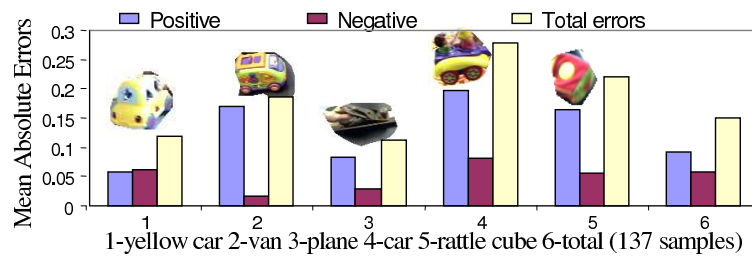 Positive Negative Total errors
Mean Absolute Errors
0.3
0.25
0.2
0.15
0.1
0.05
0
1 2 3 4 5 6
1-yellow car 2-van 3-plane 4-car 5-rattle cube 6-total (137 samples)